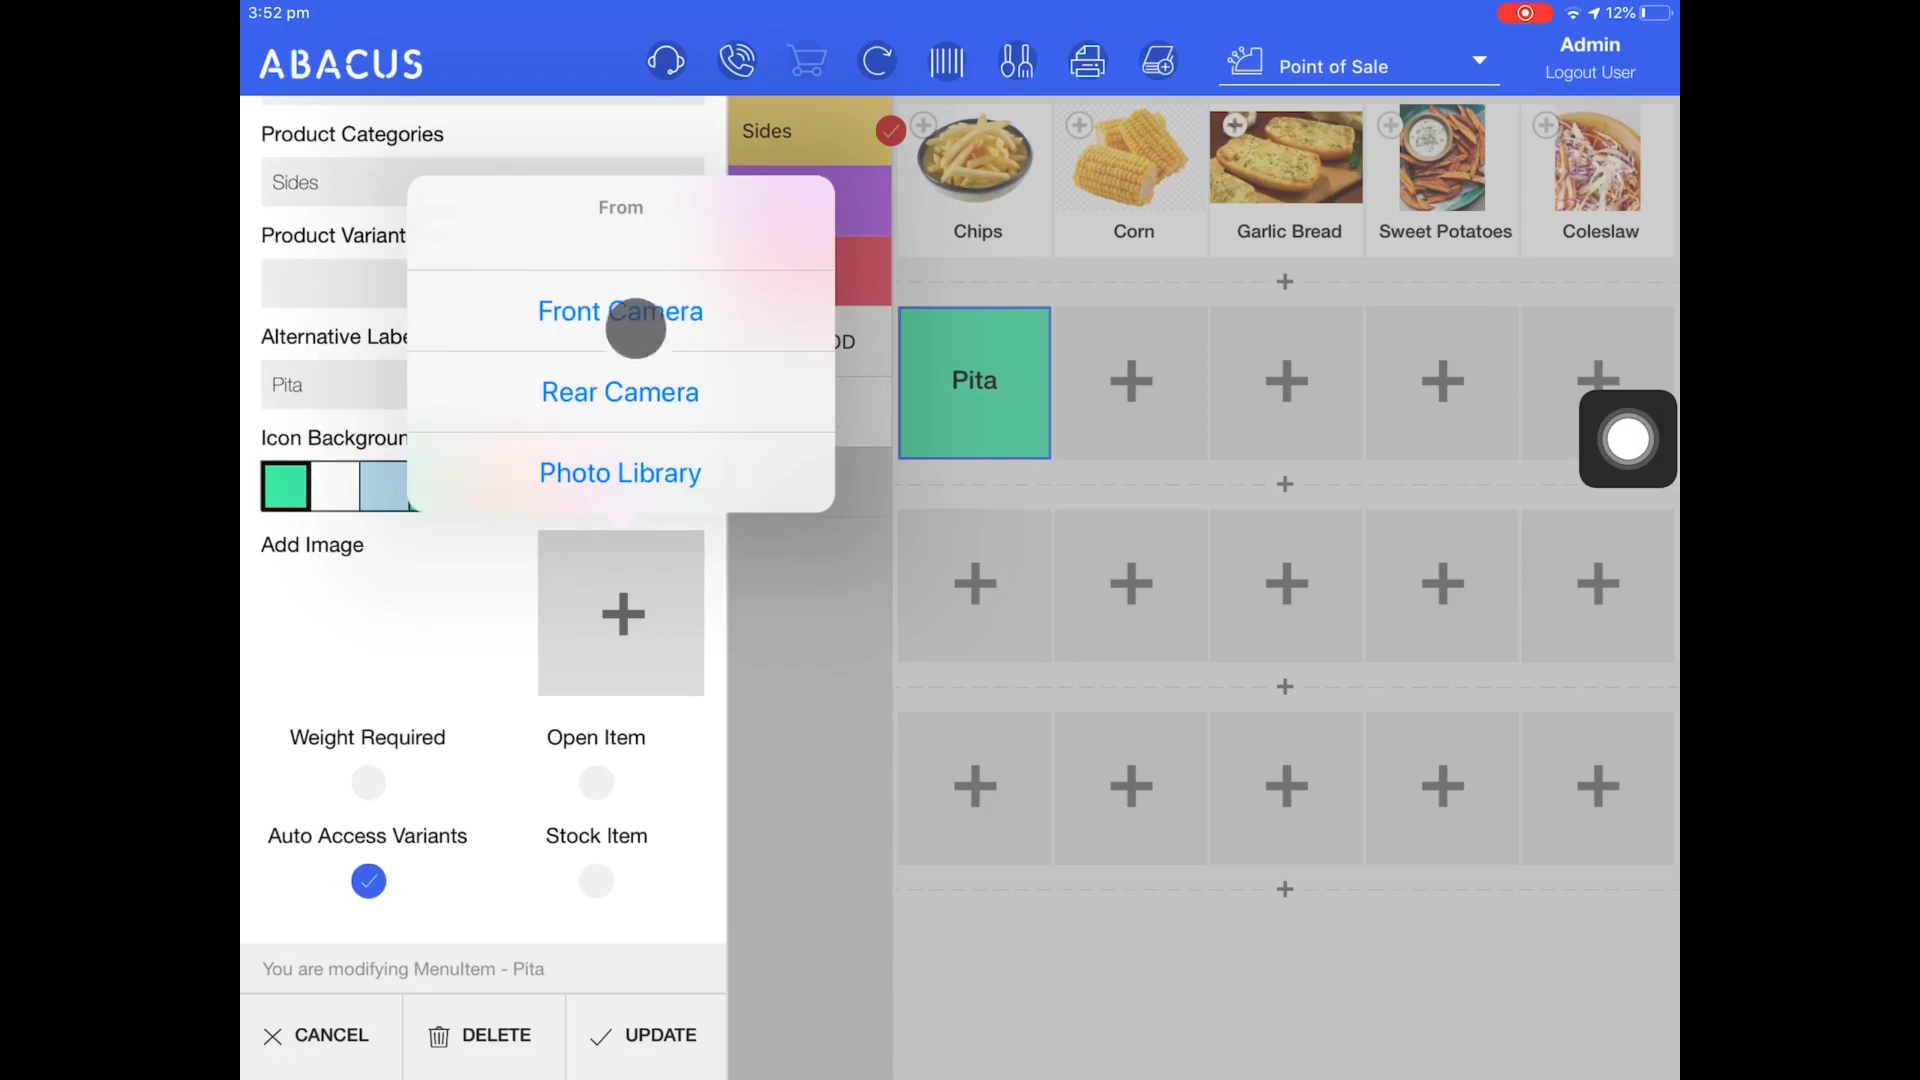 3:52 pm
12%
ABACUS
Point of Sale
Admin
Logout User
Product Categories
Sides
Product Variant
Alternative Labe
Pita
Icon Backgroun
Add Image
From
Front Camera
Rear Camera
Photo Library
Weight Required
Open Item
Auto Access Variants
Stock Item
You are modifying MenuItem - Pita
CANCEL
DELETE
UPDATE
Sides
OD
Chips
Corn
Garlic Bread
Sweet Potatoes
Coleslaw
Pita